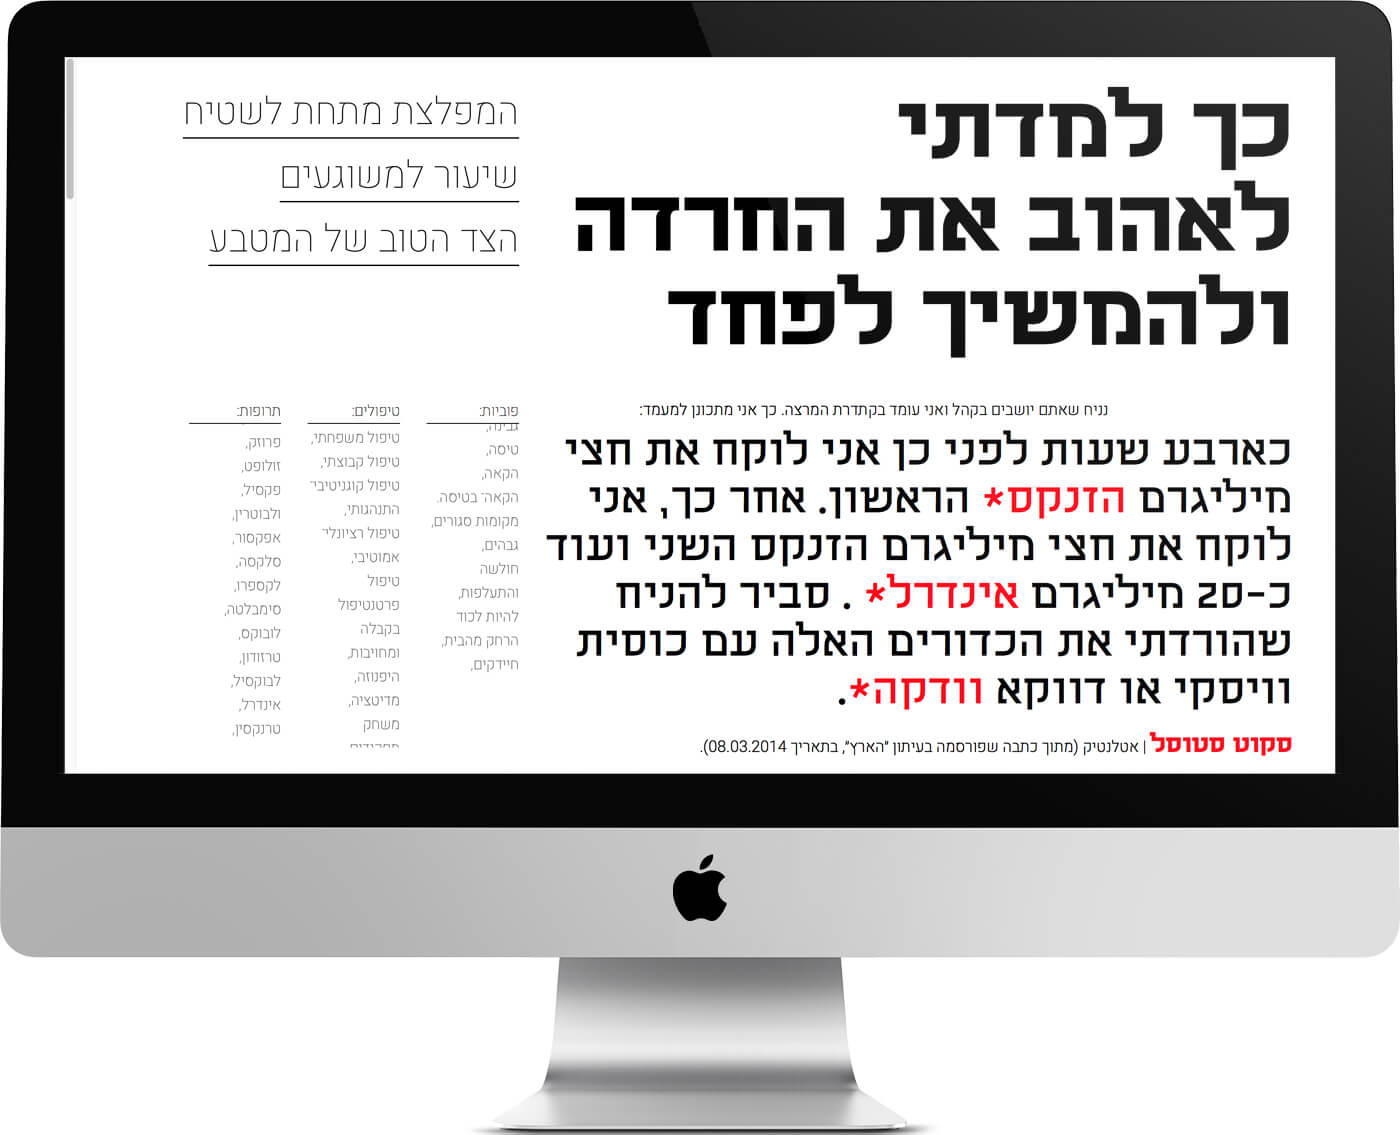 כך למדתי
לאהוב את החרדה
ולהמשיך לפחד
המפלצת מתחת לשטיח
שיעור למשוגעים
הצד הטוב של המטבע
נניח שאתם יושבים בקהל ואני עומד בקתדרת המרצה. כך אני מתכונן למעמד:
כארבע שעות לפני כן אני לוקח את חצי
מיליגרם הזנקס* הראשון. אחר כך, אני
לוקח את חצי מיליגרם הזנקס השני ועוד
כ-20 מיליגרם אינדרל* . סביר להניח
שהורדתי את הכדורים האלה עם כוסית
וויסקי או דווקא וודקה*.
סקוט סטוסל | אטלנטיק (מתוך כתבה שפורסמה בעיתון "הארץ", בתאריך 08.03.2014).
פוביות:
גבינה,
טיסה,
הקאה,
הקאה בטיסה.
מקומות סגורים,
גבהים,
חולשה
והתעלפות,
להיות לכוד
הרחק מהבית,
חיידקים,
טיפולים:
טיפול משפחתי,
טיפול קבוצתי,
טיפול קוגניטיבי־
התנהגותי,
טיפול רציונלי־
אמוטיבי,
טיפול
פרטנטיפול
בקבלה
ומחויבות,
היפנוזה,
מדיטציה,
משחק
תרופות:
פרוזק,
זולופט,
פקסיל,
ולבוטרין,
אפקסור,
סלקסה,
לקספרו,
סימבלטה,
לובוקס,
טרזודון,
לבוקסיל,
אינדרל,
טרנקסין,